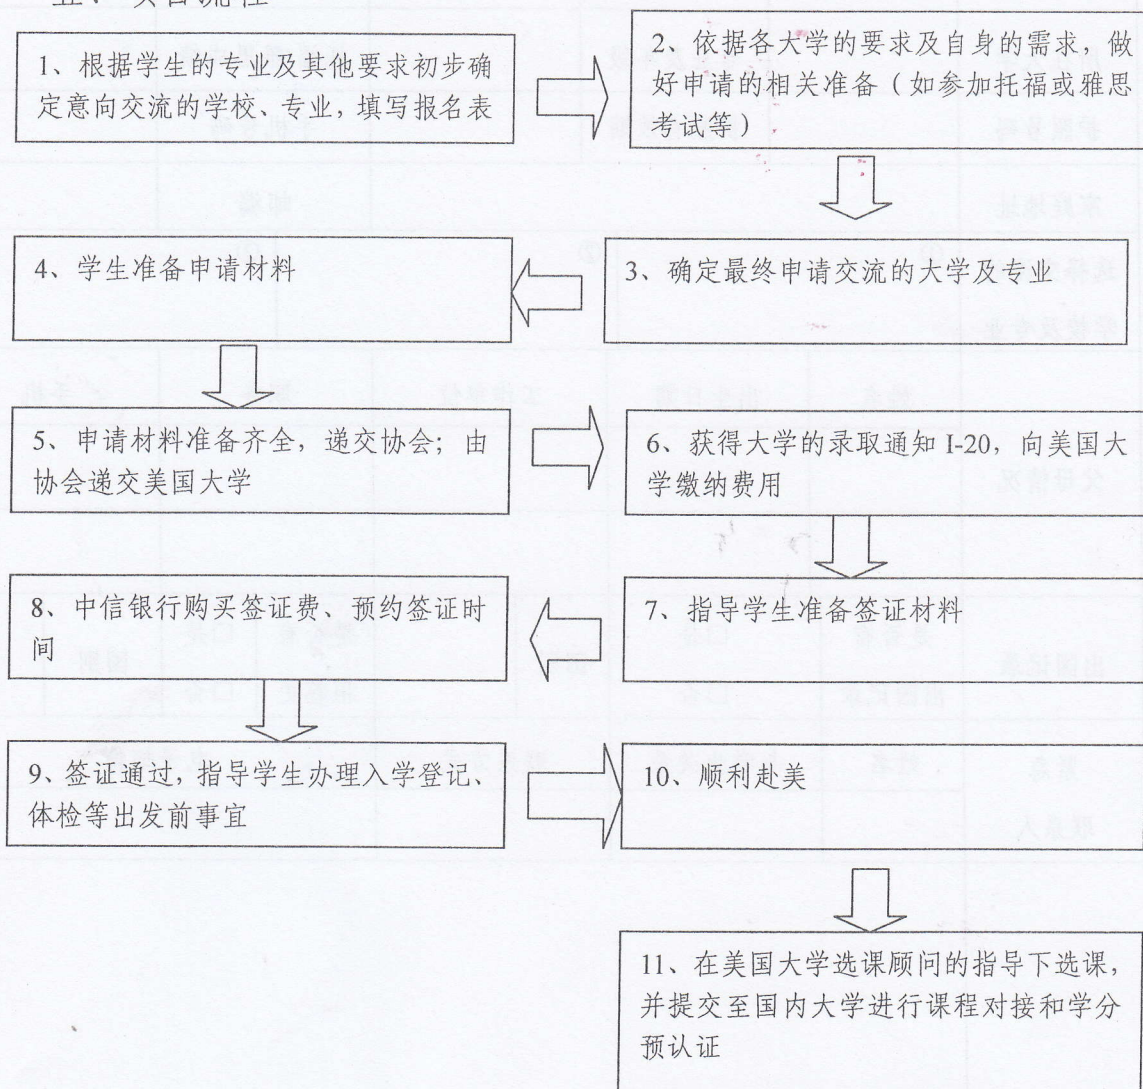 1、根据学生的专业及其他要求初步确
定意向交流的学校、专业，填写报名表
2、依据各大学的要求及自身的需求，做
好申请的相关准备（如参加托福或雅思
考试等）
3、确定最终申请交流的大学及专业
4、学生准备申请材料
5、申请材料准备齐全，递交协会；由
协会递交美国大学
6、获得大学的录取通知 I-20，向美国大
学缴纳费用
7、指导学生准备签证材料
8、中信银行购买签证费、预约签证时
间
9、签证通过，指导学生办理入学登记、
体检等出发前事宜
10、顺利赴美
11、在美国大学选课顾问的指导下选课，
并提交至国内大学进行课程对接和学分
预认证